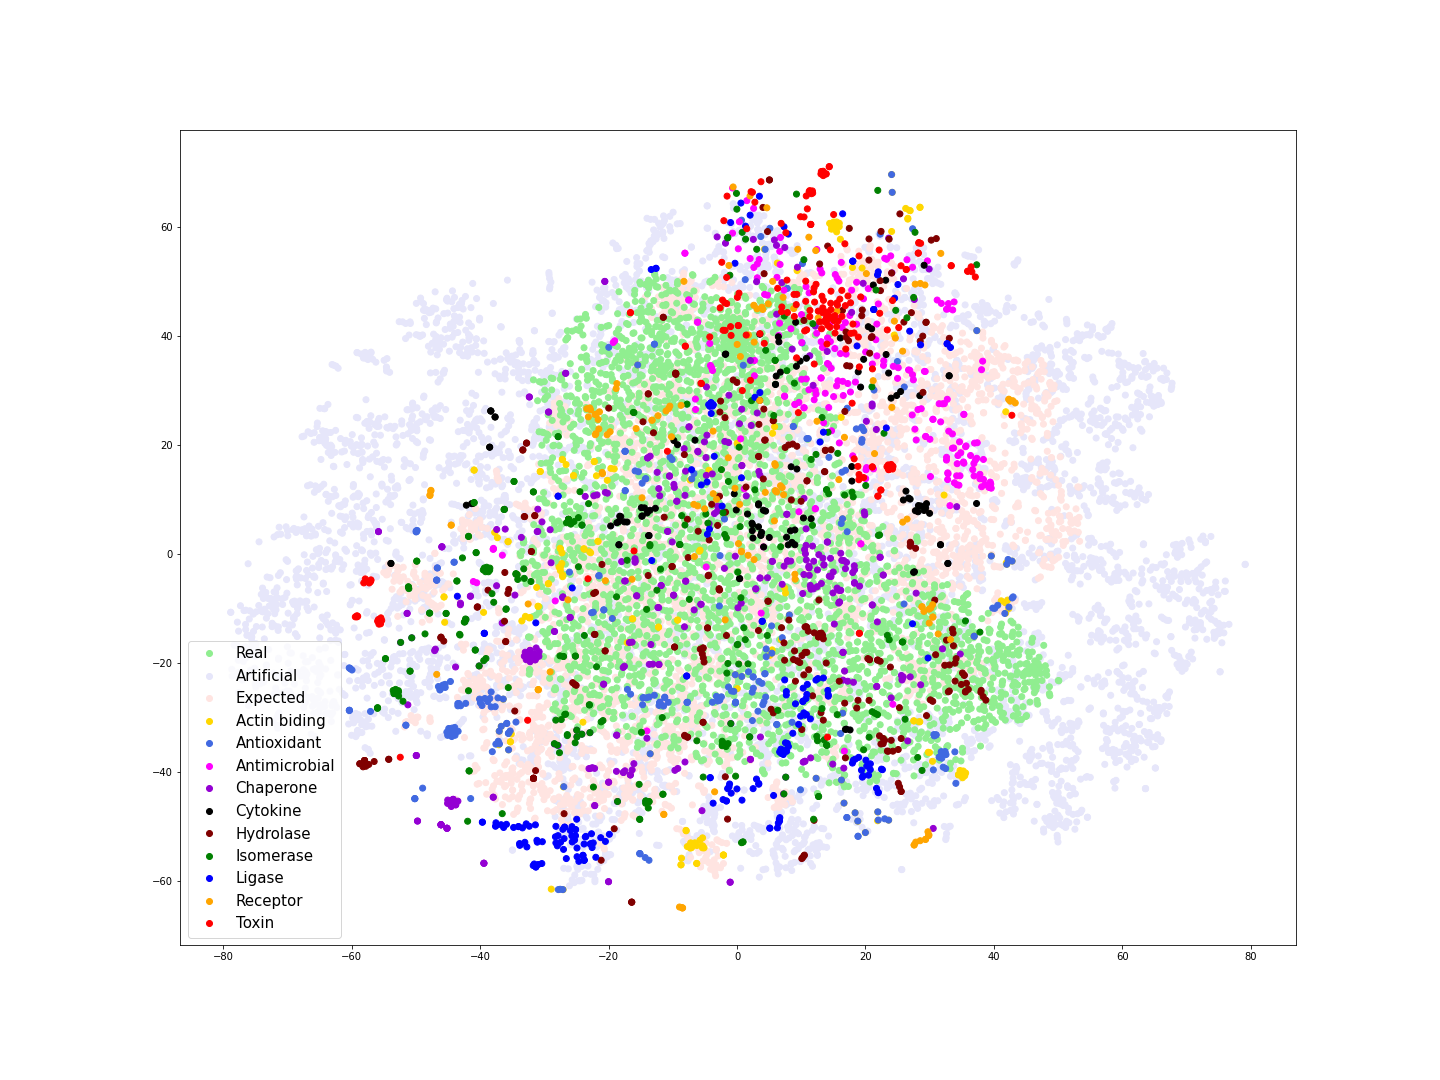 60
40
20
0
−20
−40
−60
Real
Artificial
Expected
Actin biding
Antioxidant
Antimicrobial
Chaperone
Cytokine
Hydrolase
Isomerase
Ligase
Receptor
Toxin
−80 −60 −40 −20 0 20 40 60 80